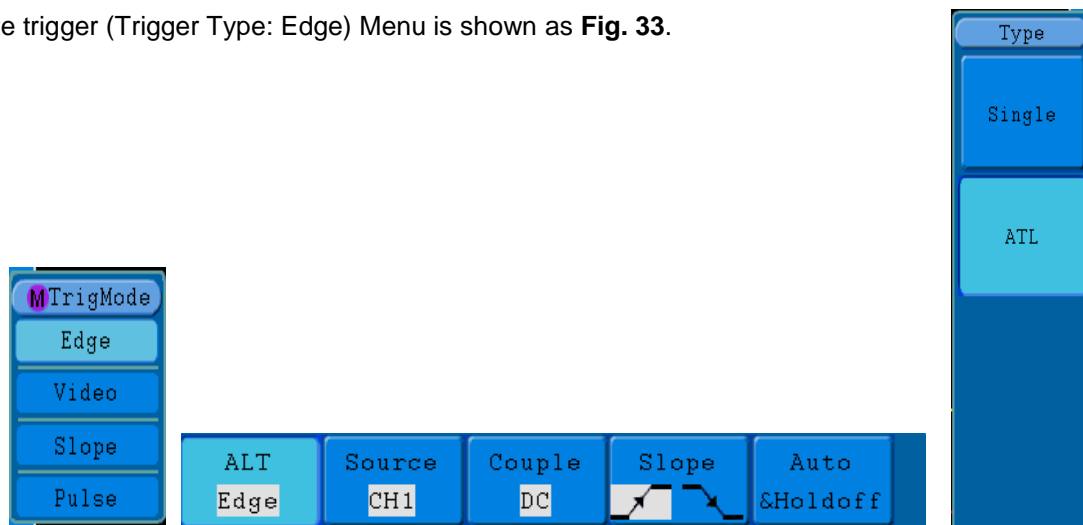 e trigger (Trigger Type: Edge) Menu is shown as Fig. 33.
Type
Single
ATL
MTrigMode
Edge
Video
Slope
Pulse
ALT
Edge
Source
CH1
Couple
DC
Slope
Auto
&Holdoff